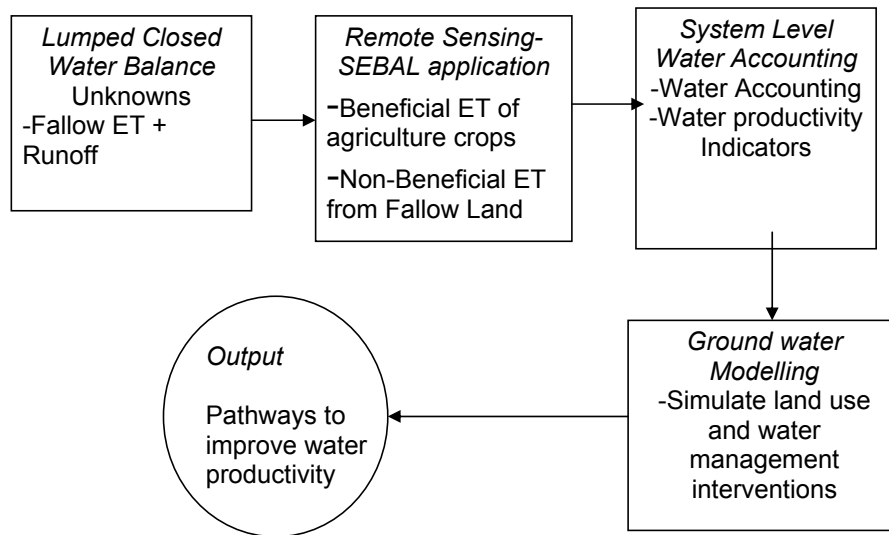 Lumped Closed
Water Balance
Unknowns
-Fallow ET +
Runoff
Remote Sensing-
SEBAL application
-Beneficial ET of
agriculture crops
-Non-Beneficial ET
from Fallow Land
System Level
Water Accounting
-Water Accounting
-Water productivity
Indicators
Ground water
Modelling
-Simulate land use
and water
management
interventions
Output
Pathways to
improve water
productivity